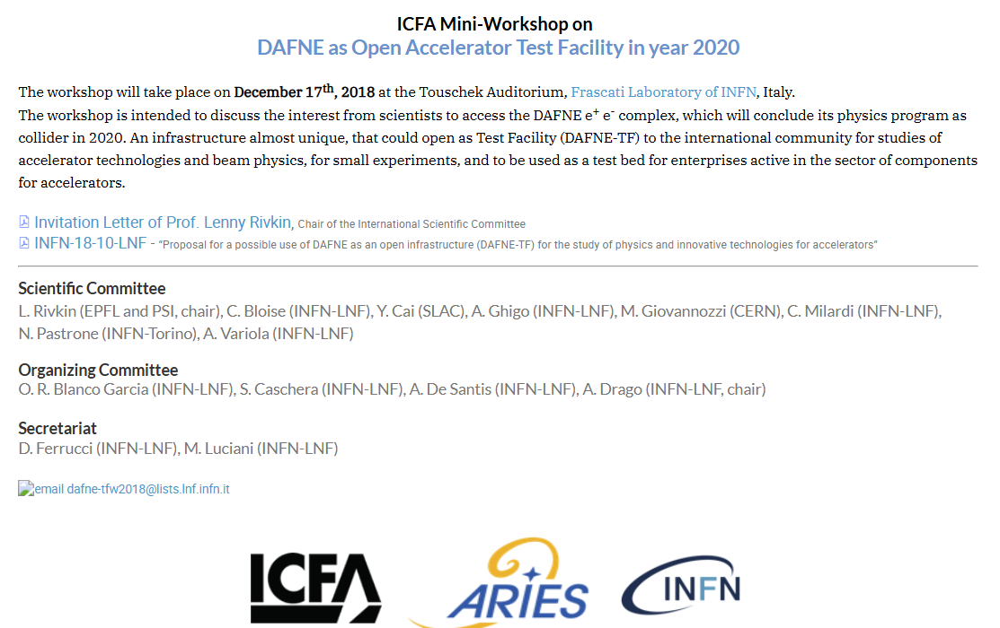 ICFA Mini-Workshop on
DAFNE as Open Accelerator Test Facility in year 2020
The workshop will take place on December 17th, 2018 at the Touschek Auditorium, Frascati Laboratory of INFN, Italy.
The workshop is intended to discuss the interest from scientists to access the DAFNE e+ e- complex, which will conclude its physics program as
collider in 2020. An infrastructure almost unique, that could open as Test Facility (DAFNE-TF) to the international community for studies of
accelerator technologies and beam physics, for small experiments, and to be used as a test bed for enterprises active in the sector of components
for accelerators.
Invitation Letter of Prof. Lenny Rivkin, Chair of the International Scientific Committee
INFN-18-10-LNF - "Proposal for a possible use of DAFNE as an open infrastructure (DAFNE-TF) for the study of physics and innovative technologies for accelerators"
Scientific Committee
L. Rivkin (EPFL and PSI, chair), C. Bloise (INFN-LNF), Y. Cai (SLAC), A. Ghigo (INFN-LNF), M. Giovannozzi (CERN), C. Milardi (INFN-LNF),
N. Pastrone (INFN-Torino), A. Variola (INFN-LNF)
Organizing Committee
O. R. Blanco Garcia (INFN-LNF), S. Caschera (INFN-LNF), A. De Santis (INFN-LNF), A. Drago (INFN-LNF, chair)
Secretariat
D. Ferrucci (INFN-LNF), M. Luciani (INFN-LNF)
email dafne-tfw2018@lists.lnf.infn.it
ICFA ARIES INFN